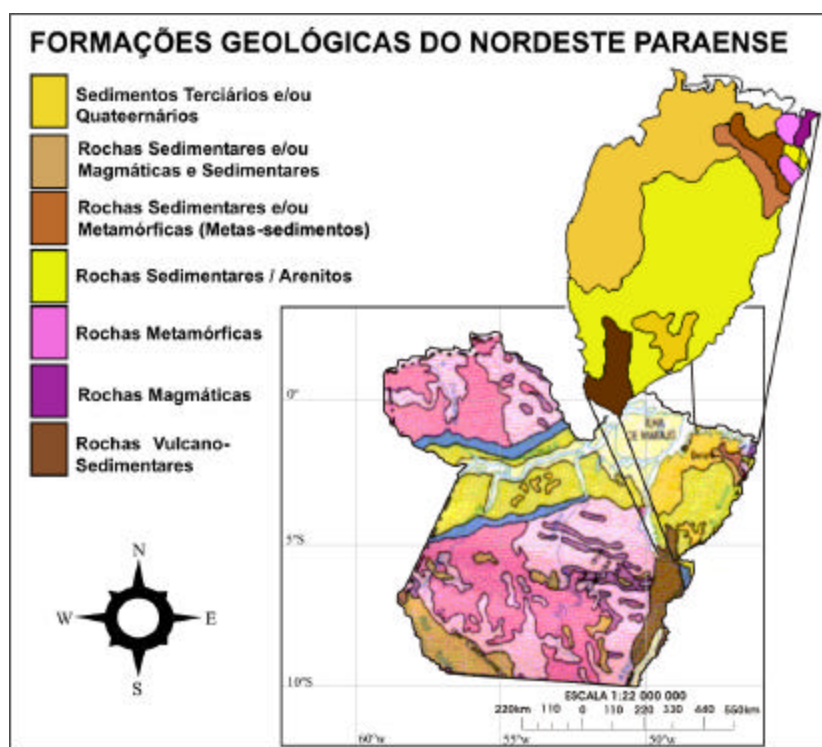 FORMAÇÕES GEOLÓGICAS DO NORDESTE PARAENSE
Sedimentos Terciários e/ou
Quateernários
Rochas Sedimentares e/ou
Magmáticas e Sedimentares
Rochas Sedimentares e/ou
Metamórficas (Metas-sedimentos)
Rochas Sedimentares / Arenitos
Rochas Metamórficas
Rochas Magmáticas
Rochas Vulcano-
Sedimentares
N
W
E
S
0°
ILHA
DE MARAJÓ
5°S
10°S
ESCALA 1:22 000 000
220km 110 0 110 220 330 440 550km
60°w
55°w
50°w